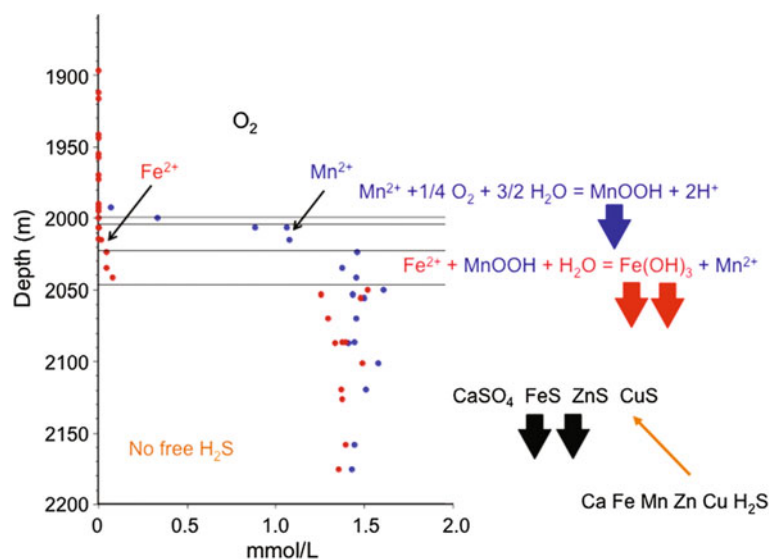 O₂
Fe²⁺
Mn²⁺
Mn²⁺ +1/4 O₂ + 3/2 H₂O = MnOOH + 2H⁺
Fe²⁺ + MnOOH + H₂O = Fe(OH)₃ + Mn²⁺
CaSO₄ FeS ZnS CuS
No free H₂S
Ca Fe Mn Zn Cu H₂S
Depth (m)
1900
1950
2000
2050
2100
2150
2200
0 0.5 1.0 1.5 2.0
mmol/L